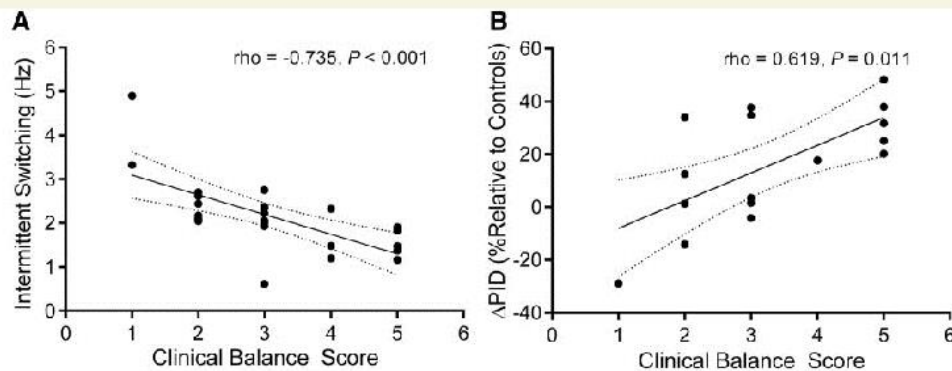 A
rho = -0.735, P < 0.001
Intermittent Switching (Hz)
6
5
4
3
2
1
0
0 1 2 3 4 5 6
Clinical Balance Score
B
rho = 0.619, P = 0.011
ΔPID (%Relative to Controls)
60
40
20
0
-20
-40
0 1 2 3 4 5 6
Clinical Balance Score